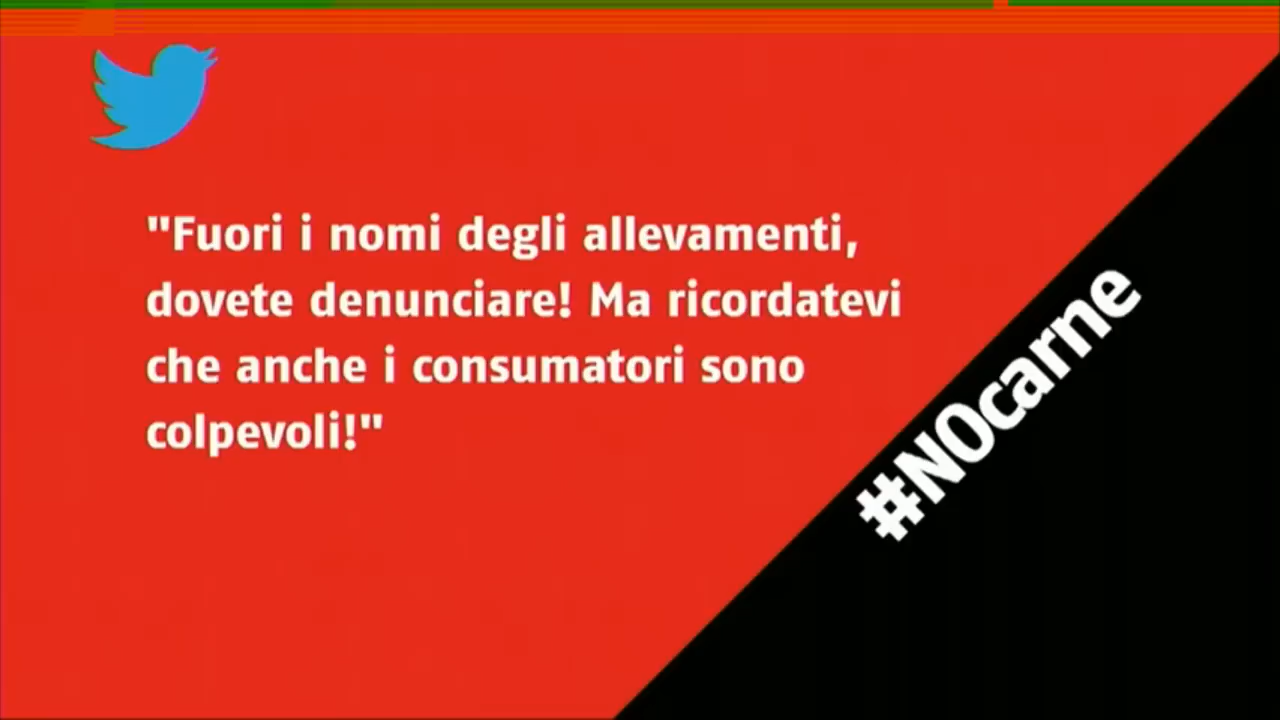 "Fuori i nomi degli allevamenti,
dovete denunciare! Ma ricordatevi
che anche i consumatori sono
colpevoli!"
#NOcarne